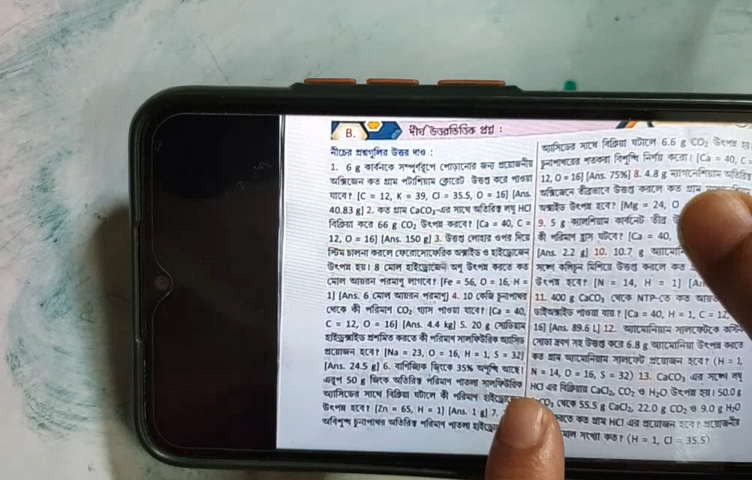 B. দীর্ঘ উত্তরভিত্তিক প্রশ্ন :
নীচের প্রশ্নগুলির উত্তর দাও :
1. 6 g কার্বনকে সম্পূর্ণরূপে পোড়ানোর জন্য প্রয়োজনীয়
অক্সিজেন কত গ্রাম পটাশিয়াম ক্লোরেট উত্তপ্ত করে পাওয়া
যাবে? [C = 12, K = 39, Cl = 35.5, O = 16] [Ans.
40.83 g] 2. কত গ্রাম CaCO₃-এর সাথে অতিরিক্ত লঘু HCl
বিক্রিয়া করে 66 g CO₂ উৎপন্ন করবে? [Ca = 40, C =
12, O = 16] [Ans. 150 g] 3. উত্তপ্ত লোহার ওপর দিয়ে
স্টিম চালনা করলে ফেরোসোফেরিক অক্সাইড ও হাইড্রোজেন
উৎপন্ন হয়। 8 মোল হাইড্রোজেন অণু উৎপন্ন করতে কত
মোল আয়রন পরমাণু লাগবে? [Fe = 56, O = 16, H =
1] [Ans. 6 মোল আয়রন পরমাণু] 4. 10 কেজি চুনাপাথর
থেকে কী পরিমাণ CO₂ গ্যাস পাওয়া যাবে? [Ca = 40,
C = 12, O = 16] [Ans. 4.4 kg] 5. 20 g সোডিয়াম
হাইড্রক্সাইড প্রশমিত করতে কী পরিমাণ সালফিউরিক অ্যাসিড
প্রয়োজন হবে? [Na = 23, O = 16, H = 1, S = 32]
[Ans. 24.5 g] 6. বাণিজ্যিক জিংকে 35% অশুদ্ধি আছে।
এরূপ 50 g জিংক অতিরিক্ত পরিমাণ পাতলা সালফিউরিক
অ্যাসিডের সাথে বিক্রিয়া ঘটালে কী পরিমাণ হাইড্রোজেন
উৎপন্ন হবে? [Zn = 65, H = 1] [Ans. 1 g] 7.
অবিশুদ্ধ চুনাপাথর অতিরিক্ত পরিমাণ পাতলা
অ্যাসিডের সাথে বিক্রিয়া ঘটালে 6.6 g CO₂ উৎপন্ন হয়।
চুনাপাথরের শতকরা বিশুদ্ধি নির্ণয় করো। [Ca = 40, C =
12, O = 16] [Ans. 75%] 8. 4.8 g ম্যাগনেশিয়াম অতিরিক্ত
অক্সিজেনে তীব্রভাবে উত্তপ্ত করলে কত গ্রাম
অক্সাইড উৎপন্ন হবে? [Mg = 24, O
9. 5 g ক্যালশিয়াম কার্বনেট তীব্র
কী পরিমাণ হ্রাস ঘটবে? [Ca = 40,
[Ans. 2.2 g] 10. 10.7 g অ্যামোনি
সঙ্গে কলিচুন মিশিয়ে উত্তপ্ত করলে কত
উৎপন্ন হবে? [N = 14, H = 1]
11. 400 g CaCO₃ থেকে NTP-তে কত
ডাইঅক্সাইড পাওয়া যায়? [Ca = 40, H = 1, C = 12,
16] [Ans. 89.6 L] 12. অ্যামোনিয়াম সালফেটকে কস্টিক
সোডা দ্রবণ সহ উত্তপ্ত করে 6.8 g অ্যামোনিয়া উৎপন্ন করতে
কত গ্রাম অ্যামোনিয়াম সালফেট প্রয়োজন হবে? (H = 1,
N = 14, O = 16, S = 32) 13. CaCO₃ এর সঙ্গে লঘু
HCl এর বিক্রিয়ায় CaCl₂, CO₂ ও H₂O উৎপন্ন হয়। 50.0 g
থেকে 55.5 g CaCl₂, 22.0 g CO₂ ও 9.0 g H₂O
কত গ্রাম HCl এর প্রয়োজন হবে? প্রয়োজনীয়
সংখ্যা কত? (H = 1, Cl = 35.5)